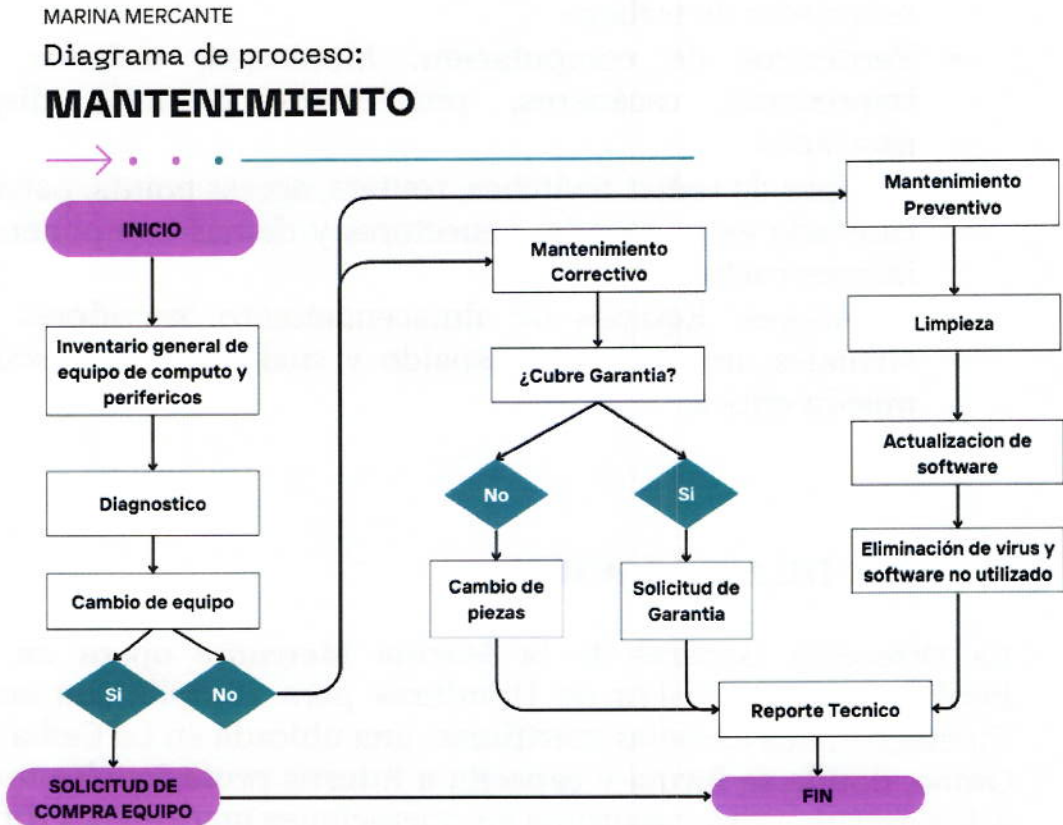 MARINA MERCANTE
Diagrama de proceso:
MANTENIMIENTO
INICIO
Inventario general de
equipo de computo y
perifericos
Diagnostico
Cambio de equipo
Si
No
SOLICITUD DE
COMPRA EQUIPO
Mantenimiento
Correctivo
¿Cubre Garantia?
No
Si
Cambio de
piezas
Solicitud de
Garantia
Mantenimiento
Preventivo
Limpieza
Actualizacion de
software
Eliminación de virus y
software no utilizado
Reporte Tecnico
FIN